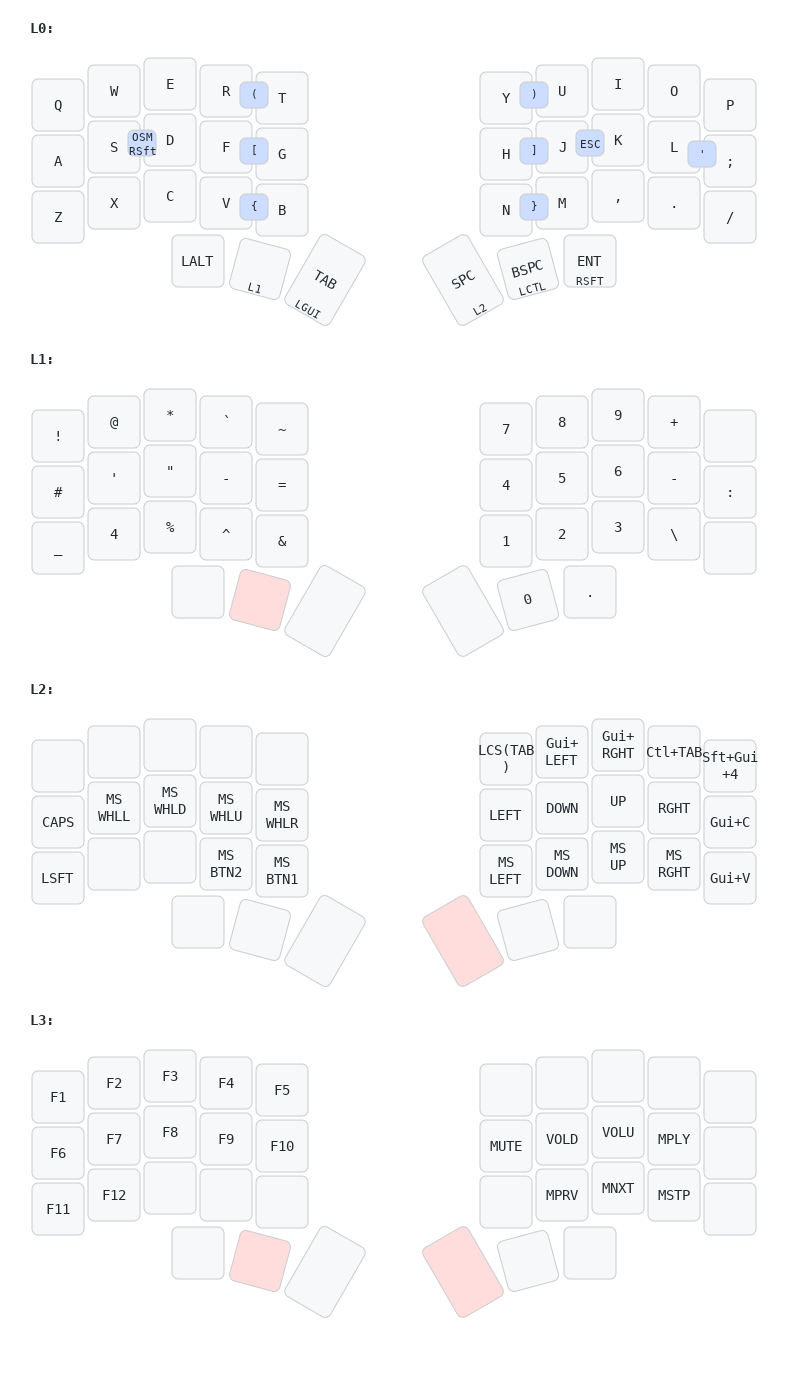 L0:
Q W E R ( T Y ) U I O P
A S OSM RSft D F [ G H ] J ESC K L ' ;
Z X C V { B N } M , . /
LALT L1 TAB LGUI SPC L2 BSPC LCTL ENT RSFT
L1:
! @ * ` ~ 7 8 9 +
# ' " - = 4 5 6 - :
_ 4 % ^ & 1 2 3 \
0 .
L2:
LCS(TAB) Gui+LEFT Gui+RGHT Ctl+TAB Sft+Gui+4
CAPS MS WHLL MS WHLD MS WHLU MS WHLR LEFT DOWN UP RGHT Gui+C
LSFT MS BTN2 MS BTN1 MS LEFT MS DOWN MS UP MS RGHT Gui+V
L3:
F1 F2 F3 F4 F5
F6 F7 F8 F9 F10 MUTE VOLD VOLU MPLY
F11 F12 MPRV MNXT MSTP